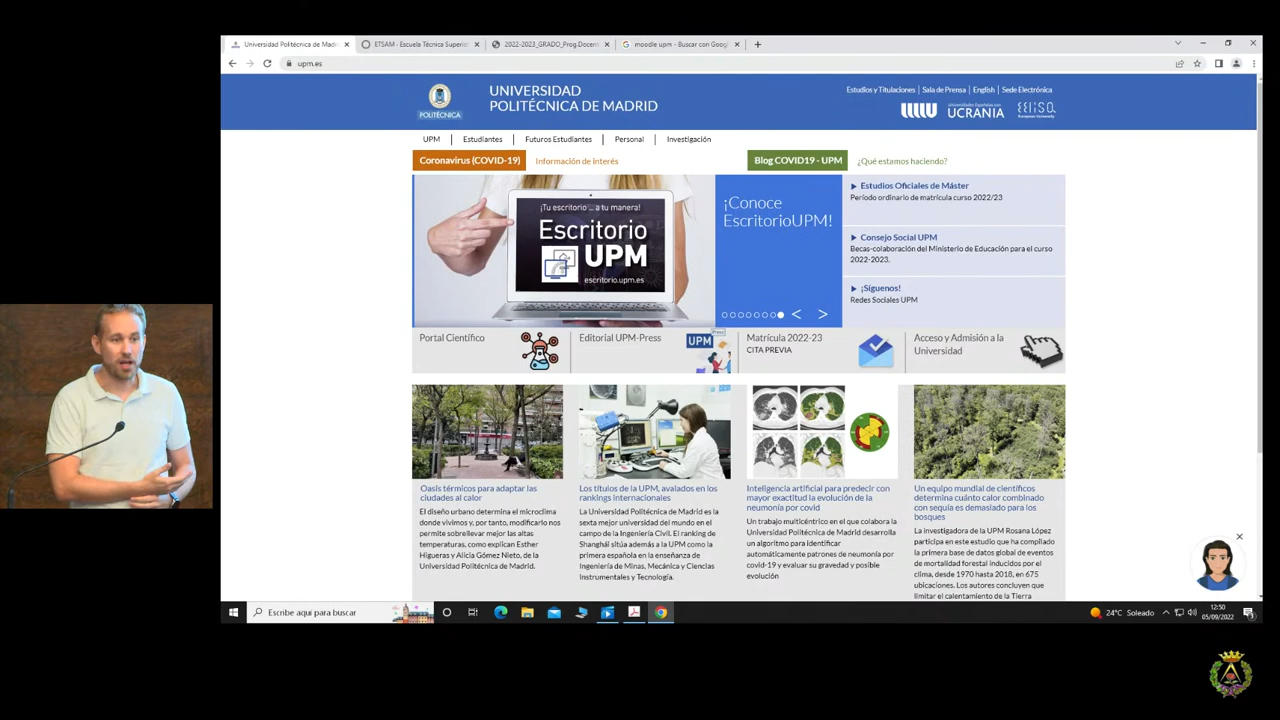 Universidad Politécnica de Madri
ETSAM - Escuela Técnica Superio
2022-2023_GRADO_Prog.Docent
moodle upm - Buscar con Goog
upm.es
POLITÉCNICA
UNIVERSIDAD
POLITÉCNICA DE MADRID
Estudios y Titulaciones | Sala de Prensa | English | Sede Electrónica
Universidades Españolas con
UCRANIA
European University
UPM
Estudiantes
Futuros Estudiantes
Personal
Investigación
Coronavirus (COVID-19)
Información de interés
Blog COVID19 - UPM
¿Qué estamos haciendo?
¡Tu escritorio... a tu manera!
Escritorio
UPM
escritorio.upm.es
¡Conoce
EscritorioUPM!
Estudios Oficiales de Máster
Período ordinario de matrícula curso 2022/23
Consejo Social UPM
Becas-colaboración del Ministerio de Educación para el curso
2022-2023.
¡Síguenos!
Redes Sociales UPM
Portal Científico
Editorial UPM-Press
UPM Press
Matrícula 2022-23
CITA PREVIA
Acceso y Admisión a la
Universidad
Oasis térmicos para adaptar las
ciudades al calor
El diseño urbano determina el microclima
donde vivimos y, por tanto, modificarlo nos
permite sobrellevar mejor las altas
temperaturas, como explican Esther
Higueras y Alicia Gómez Nieto, de la
Universidad Politécnica de Madrid.
Los títulos de la UPM, avalados en los
rankings internacionales
La Universidad Politécnica de Madrid es la
sexta mejor universidad del mundo en el
campo de la Ingeniería Civil. El ranking de
Shanghái sitúa además a la UPM como la
primera española en la enseñanza de
Ingeniería de Minas, Mecánica y Ciencias
Instrumentales y Tecnología.
Inteligencia artificial para predecir con
mayor exactitud la evolución de la
neumonía por covid
Un trabajo multicéntrico en el que colabora la
Universidad Politécnica de Madrid desarrolla
un algoritmo para identificar
automáticamente patrones de neumonía por
covid-19 y evaluar su gravedad y posible
evolución
Un equipo mundial de científicos
determina cuánto calor combinado
con sequía es demasiado para los
bosques
La investigadora de la UPM Rosana López
participa en este estudio que ha compilado
la primera base de datos global de eventos
de mortalidad forestal inducidos por el
clima, desde 1970 hasta 2018, en 675
ubicaciones. Los autores concluyen que
limitar el calentamiento de la Tierra
Escribe aquí para buscar
24°C Soleado
12:50
05/09/2022